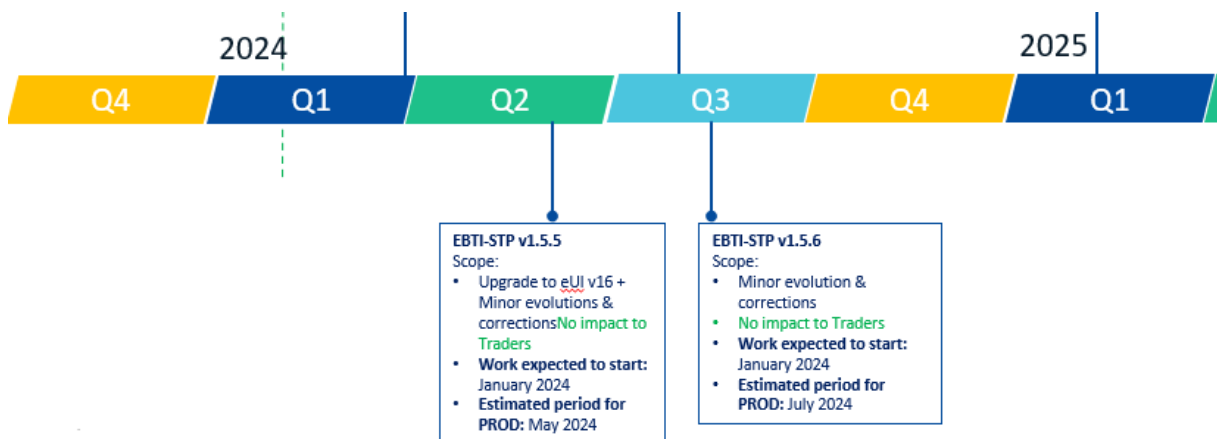 2024
2025
Q4
Q1
Q2
Q3
Q4
Q1
EBTI-STP v1.5.5
Scope:
• Upgrade to eUI v16 +
Minor evolutions &
correctionsNo impact to
Traders
• Work expected to start:
January 2024
• Estimated period for
PROD: May 2024
EBTI-STP v1.5.6
Scope:
• Minor evolution &
corrections
• No impact to Traders
• Work expected to start:
January 2024
• Estimated period for
PROD: July 2024